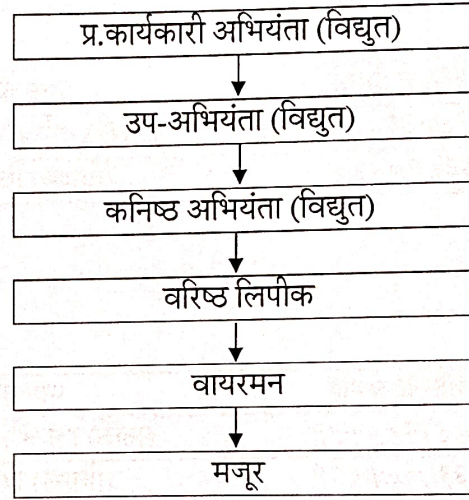 प्र.कार्यकारी अभियंता (विद्युत)
उप-अभियंता (विद्युत)
कनिष्ठ अभियंता (विद्युत)
वरिष्ठ लिपीक
वायरमन
मजूर